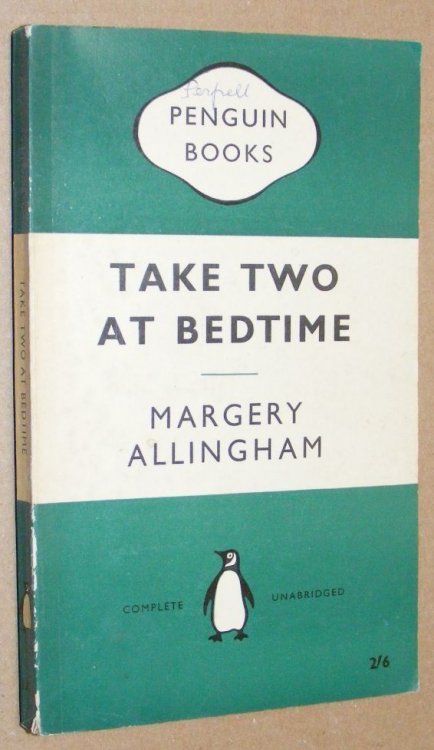 PENGUIN
BOOKS
TAKE TWO
AT BEDTIME
MARGERY
ALLINGHAM
COMPLETE UNABRIDGED
2/6
TAKE TWO AT BEDTIME